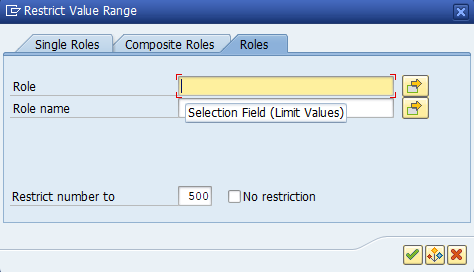 Restrict Value Range
Single Roles Composite Roles Roles
Role
Role name
Selection Field (Limit Values)
Restrict number to 500 No restriction